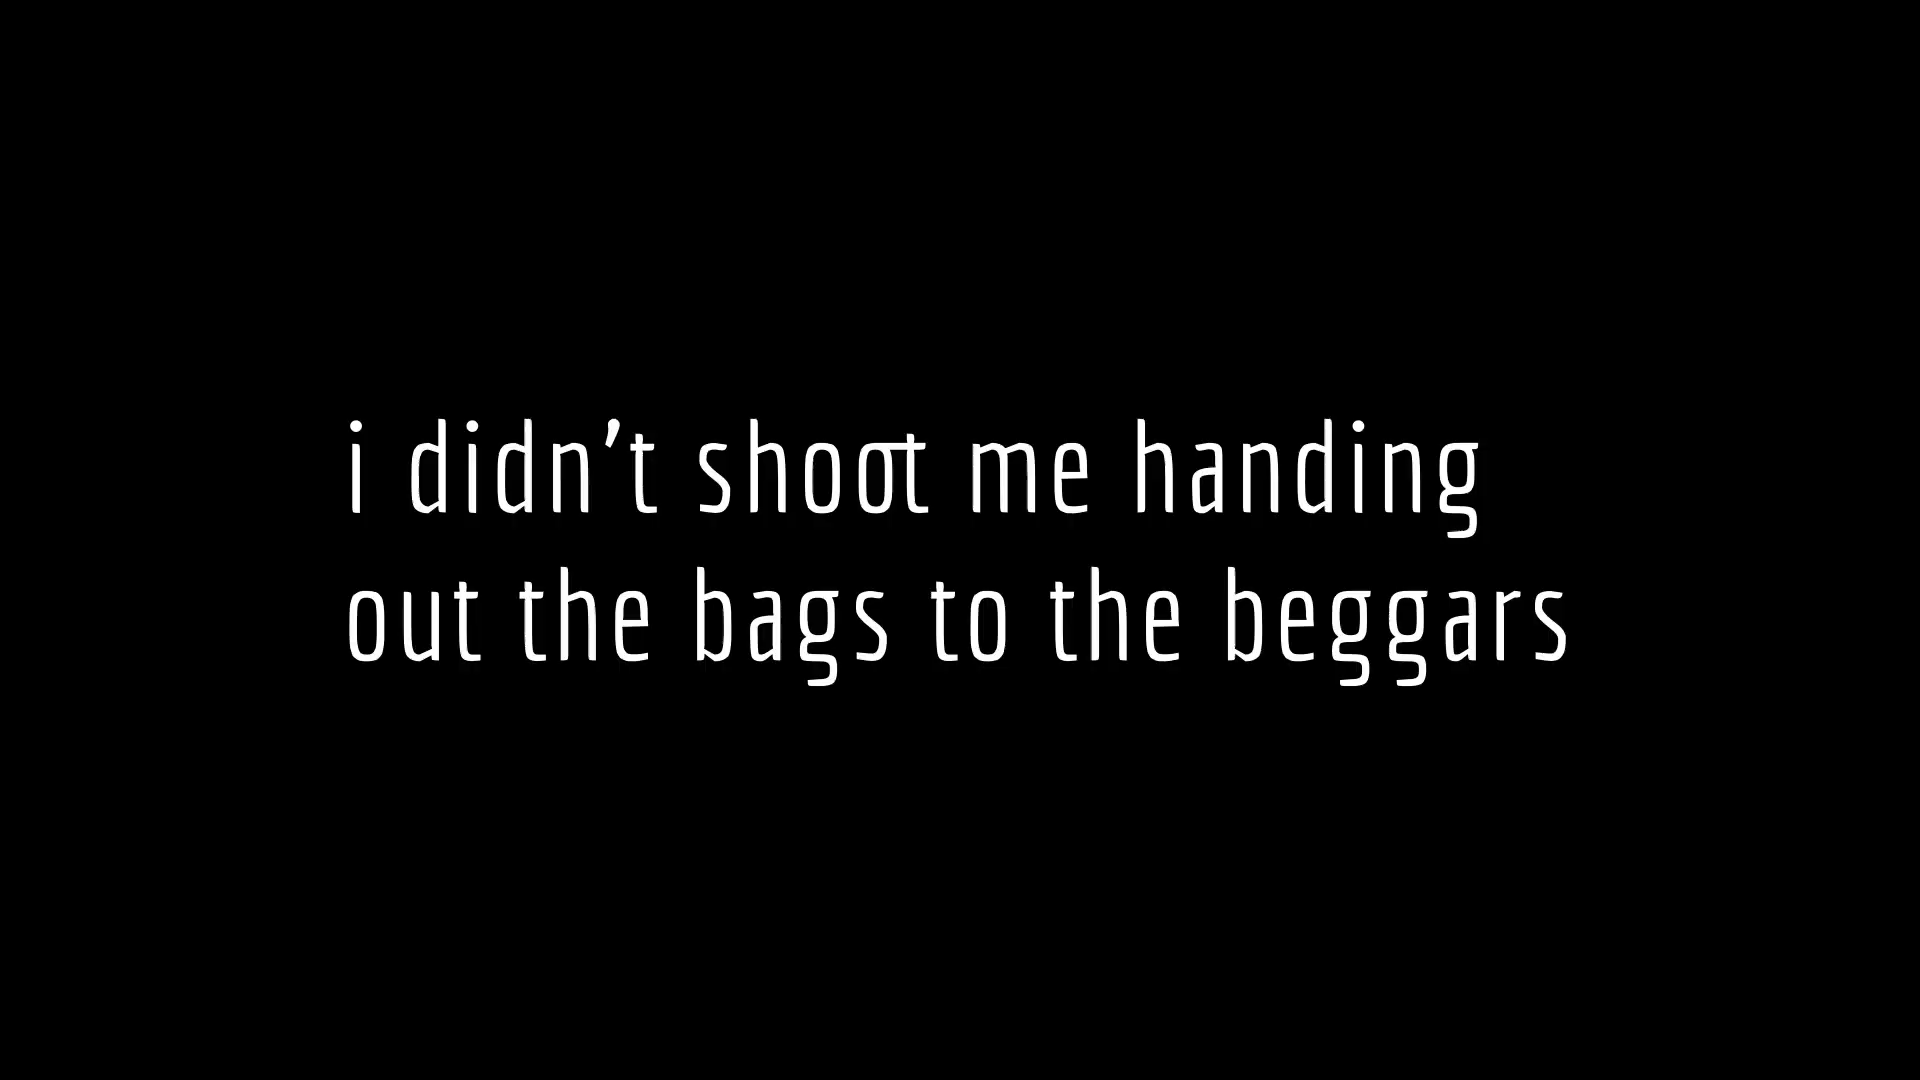 i didn't shoot me handing
out the bags to the beggars